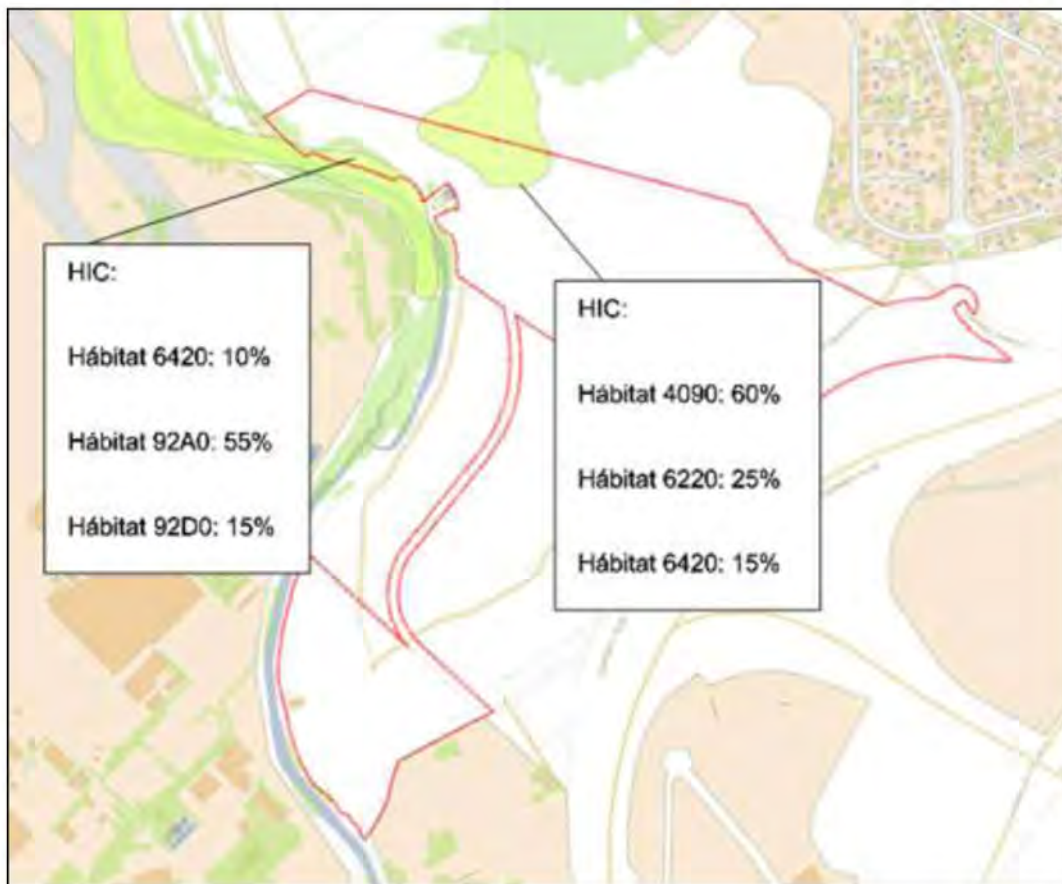 HIC:
Hábitat 6420: 10%
Hábitat 92A0: 55%
Hábitat 92D0: 15%
HIC:
Hábitat 4090: 60%
Hábitat 6220: 25%
Hábitat 6420: 15%